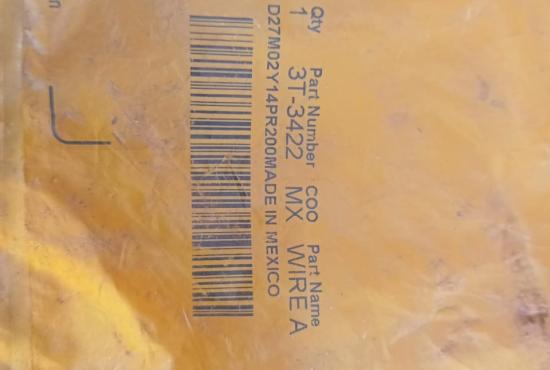 Qty Part Number COO Part Name
1 3T-3422 MX WIRE A
D27M02Y14PR200MADE IN MEXICO